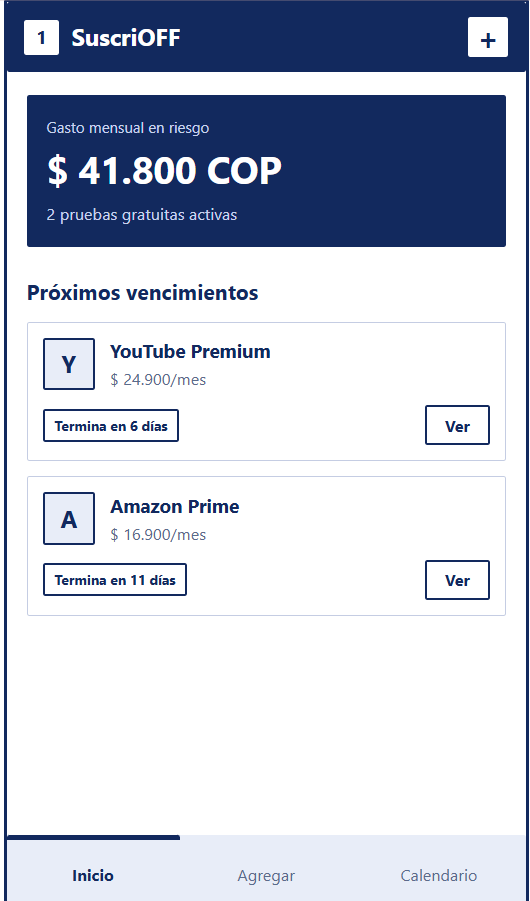 1 SuscriOFF +
Gasto mensual en riesgo
$ 41.800 COP
2 pruebas gratuitas activas
Próximos vencimientos
Y
YouTube Premium
$ 24.900/mes
Termina en 6 días
Ver
A
Amazon Prime
$ 16.900/mes
Termina en 11 días
Ver
Inicio Agregar Calendario